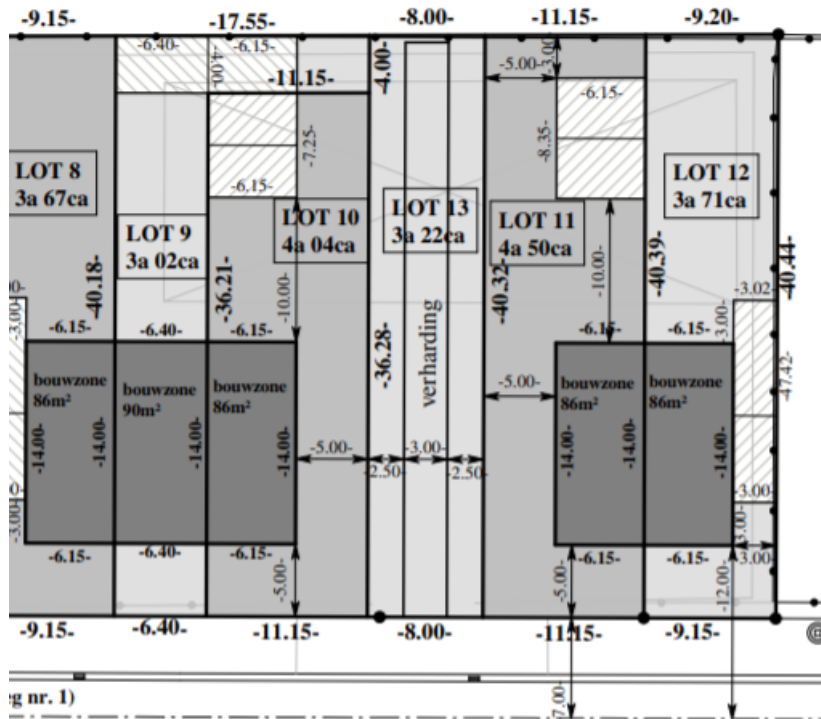 -9.15-
-17.55-
-8.00-
-11.15-
-9.20-
-6.40-
-6.15-
-4.00-
-11.15-
-4.00-
-5.00-
-3.00-
-6.15-
-7.25-
-8.35-
-6.15-
LOT 8
3a 67ca
LOT 9
3a 02ca
LOT 10
4a 04ca
LOT 13
3a 22ca
LOT 11
4a 50ca
LOT 12
3a 71ca
-40.18-
-36.21-
-10.00-
-36.28-
verharding
-40.32-
-10.00-
-40.39-
-40.44-
-3.02-
-3.00-
-3.00-
-47.42-
-6.15-
-6.40-
-6.15-
-6.15-
-6.15-
bouwzone
86m²
bouwzone
90m²
bouwzone
86m²
bouwzone
86m²
bouwzone
86m²
-14.00-
-14.00-
-14.00-
-14.00-
-14.00-
-14.00-
-5.00-
-5.00-
-2.50-
-3.00-
-2.50-
-3.00-
-3.00-
-3.00-
-3.00-
-6.15-
-6.40-
-6.15-
-6.15-
-6.15-
-5.00-
-5.00-
-12.00-
-9.15-
-6.40-
-11.15-
-8.00-
-11.15-
-9.15-
-7.00-
eg nr. 1)